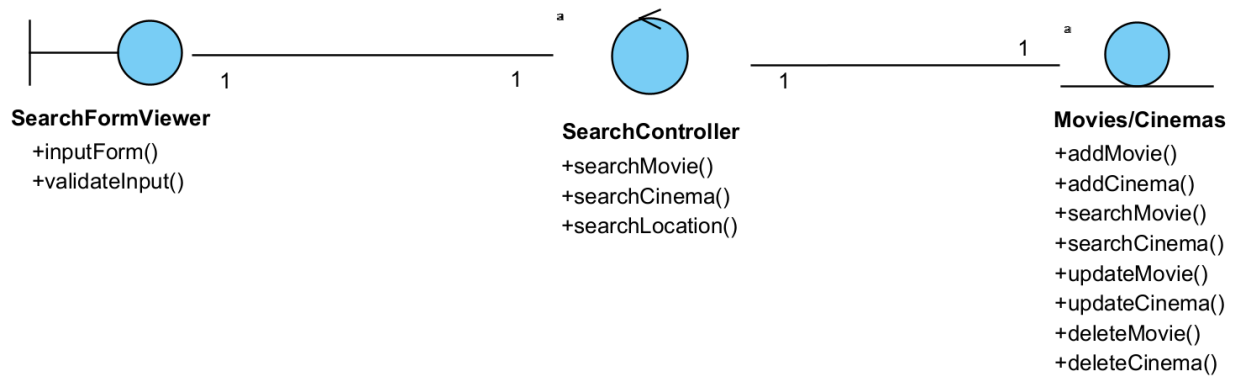 a
a
1
1
1
1
SearchFormViewer
+inputForm()
+validateInput()
SearchController
+searchMovie()
+searchCinema()
+searchLocation()
Movies/Cinemas
+addMovie()
+addCinema()
+searchMovie()
+searchCinema()
+updateMovie()
+updateCinema()
+deleteMovie()
+deleteCinema()